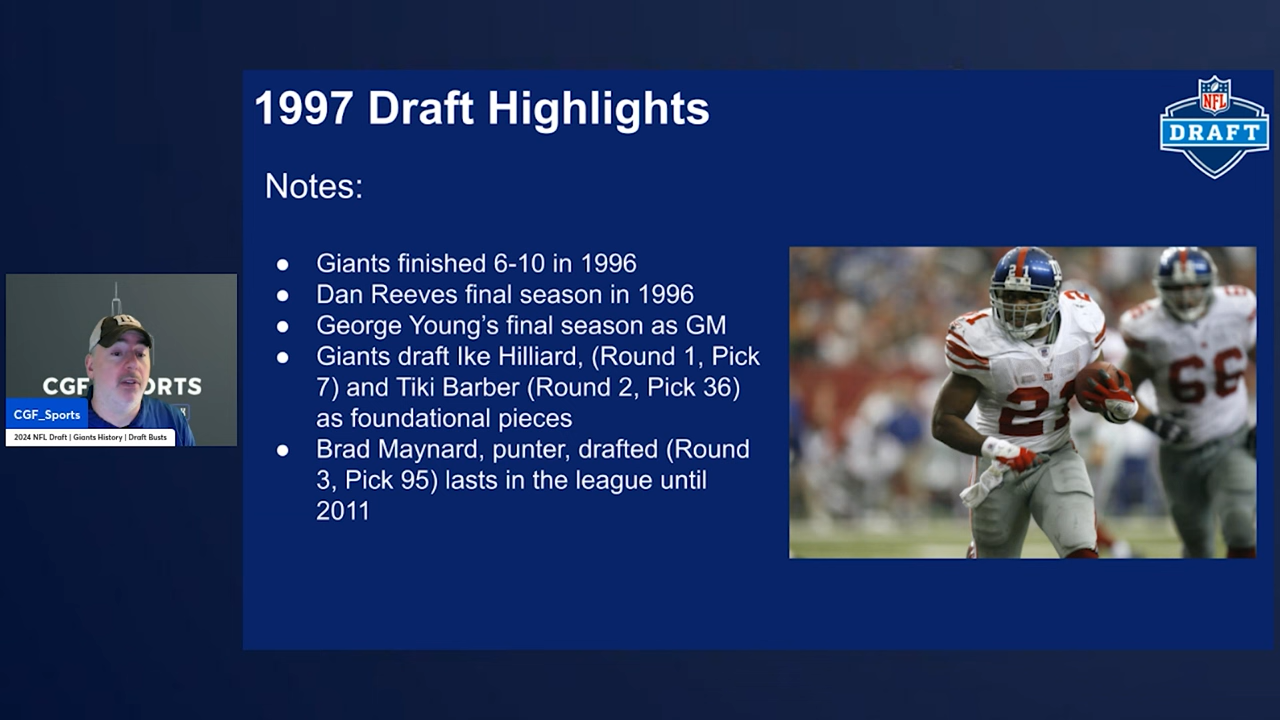 1997 Draft Highlights
NFL
DRAFT
Notes:
● Giants finished 6-10 in 1996
● Dan Reeves final season in 1996
● George Young’s final season as GM
● Giants draft Ike Hilliard, (Round 1, Pick
7) and Tiki Barber (Round 2, Pick 36)
as foundational pieces
● Brad Maynard, punter, drafted (Round
3, Pick 95) lasts in the league until
2011
21
21
66
CGF_Sports
2024 NFL Draft | Giants History | Draft Busts